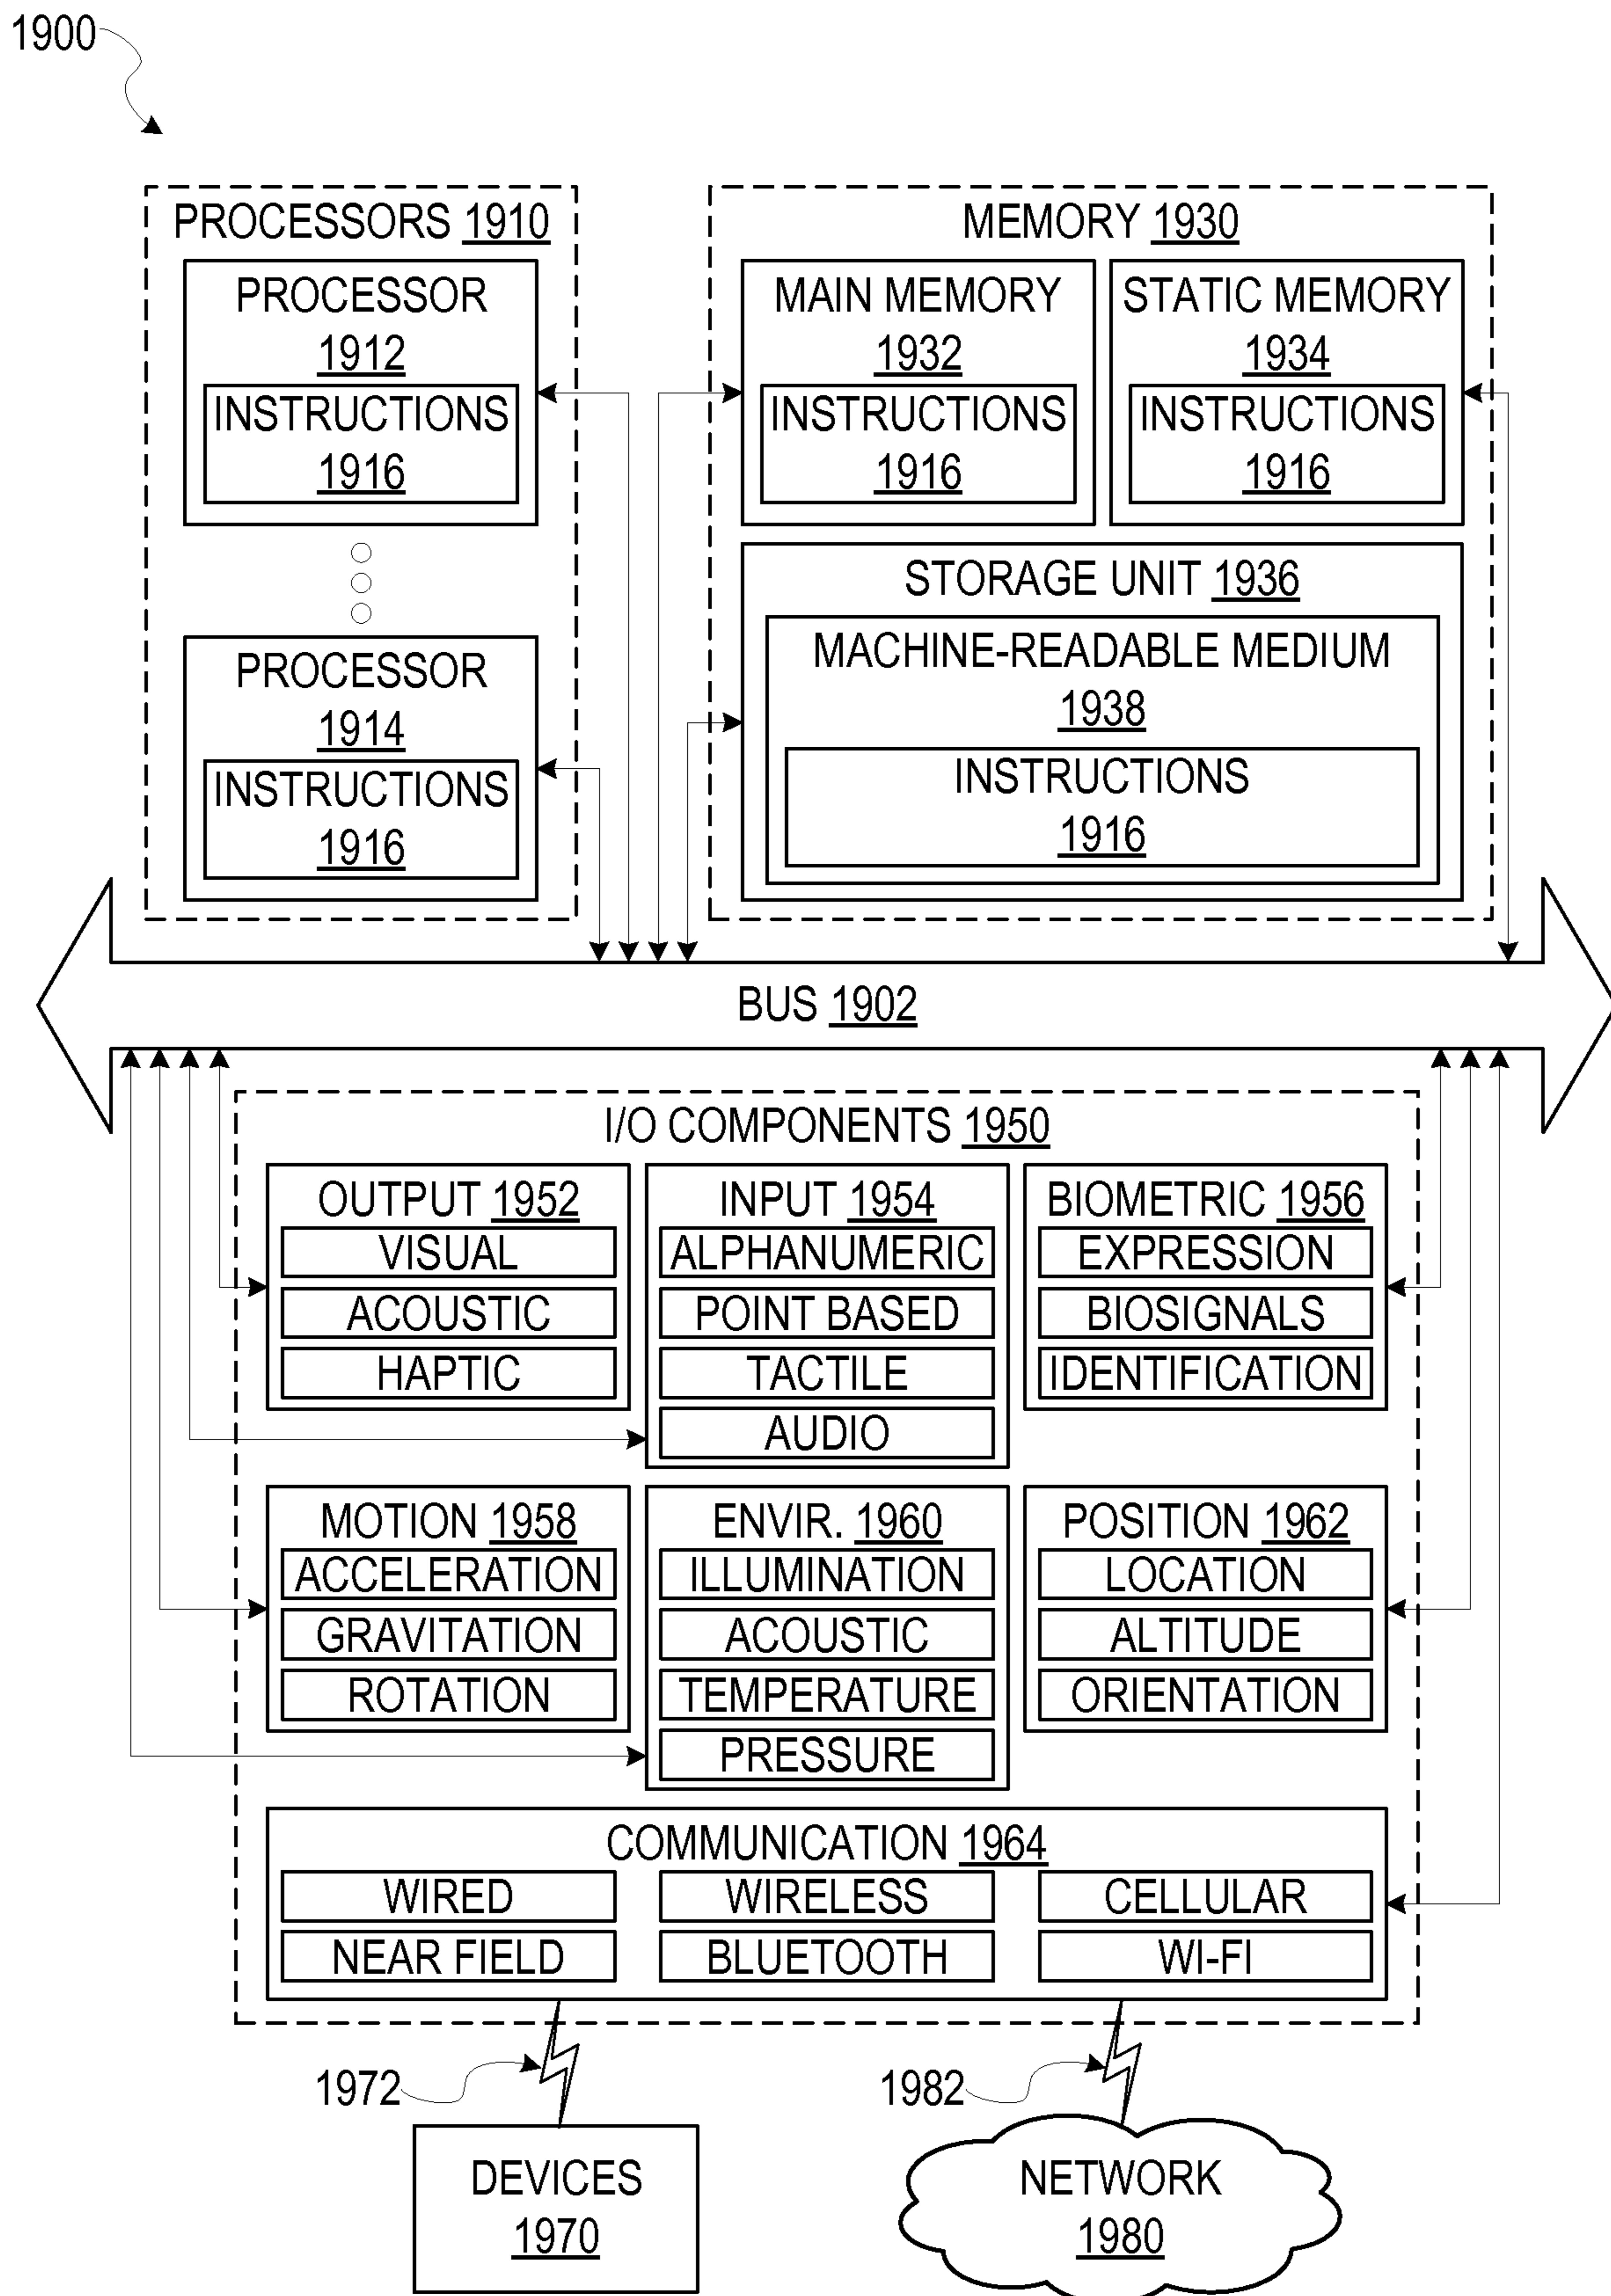 1900
PROCESSORS 1910
PROCESSOR
1912
INSTRUCTIONS
1916
PROCESSOR
1914
INSTRUCTIONS
1916
MEMORY 1930
MAIN MEMORY
1932
INSTRUCTIONS
1916
STATIC MEMORY
1934
INSTRUCTIONS
1916
STORAGE UNIT 1936
MACHINE-READABLE MEDIUM
1938
INSTRUCTIONS
1916
BUS 1902
I/O COMPONENTS 1950
OUTPUT 1952
VISUAL
ACOUSTIC
HAPTIC
INPUT 1954
ALPHANUMERIC
POINT BASED
TACTILE
AUDIO
BIOMETRIC 1956
EXPRESSION
BIOSIGNALS
IDENTIFICATION
MOTION 1958
ACCELERATION
GRAVITATION
ROTATION
ENVIR. 1960
ILLUMINATION
ACOUSTIC
TEMPERATURE
PRESSURE
POSITION 1962
LOCATION
ALTITUDE
ORIENTATION
COMMUNICATION 1964
WIRED
WIRELESS
CELLULAR
NEAR FIELD
BLUETOOTH
WI-FI
1972
1982
DEVICES
1970
NETWORK
1980